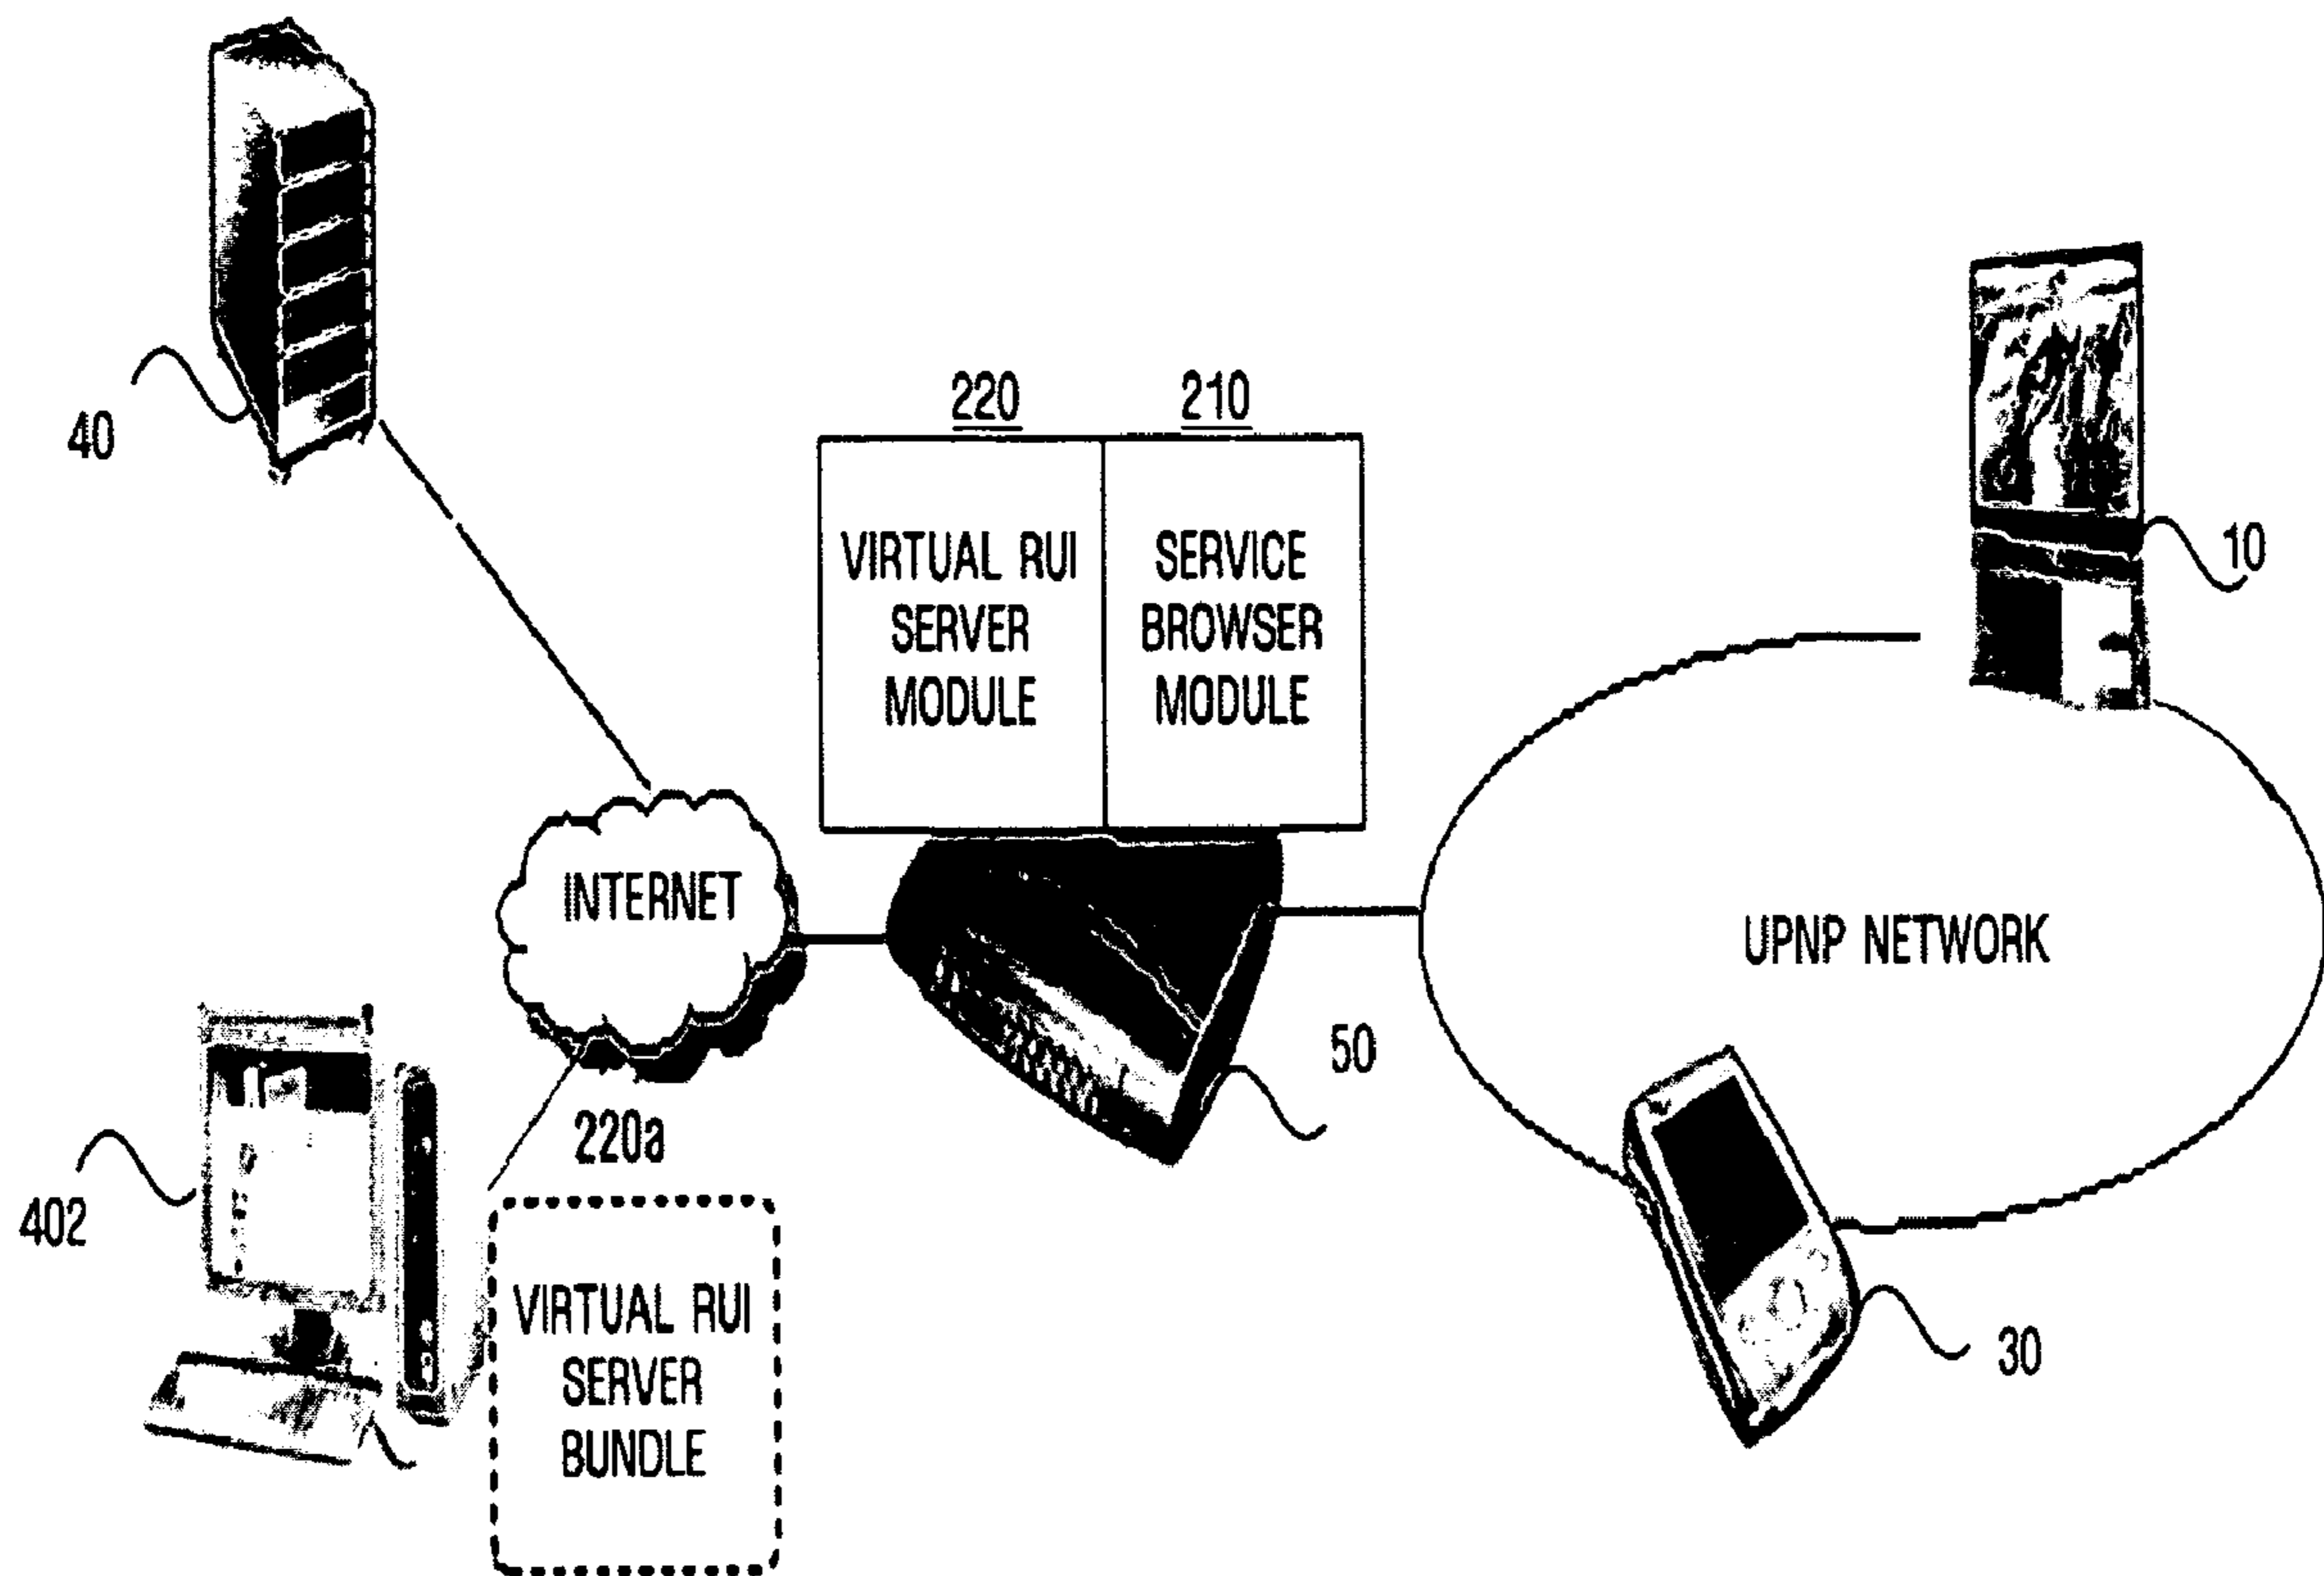 40
220
210
VIRTUAL RUI
SERVER
MODULE
SERVICE
BROWSER
MODULE
10
INTERNET
UPNP NETWORK
50
220a
402
VIRTUAL RUI
SERVER
BUNDLE
30